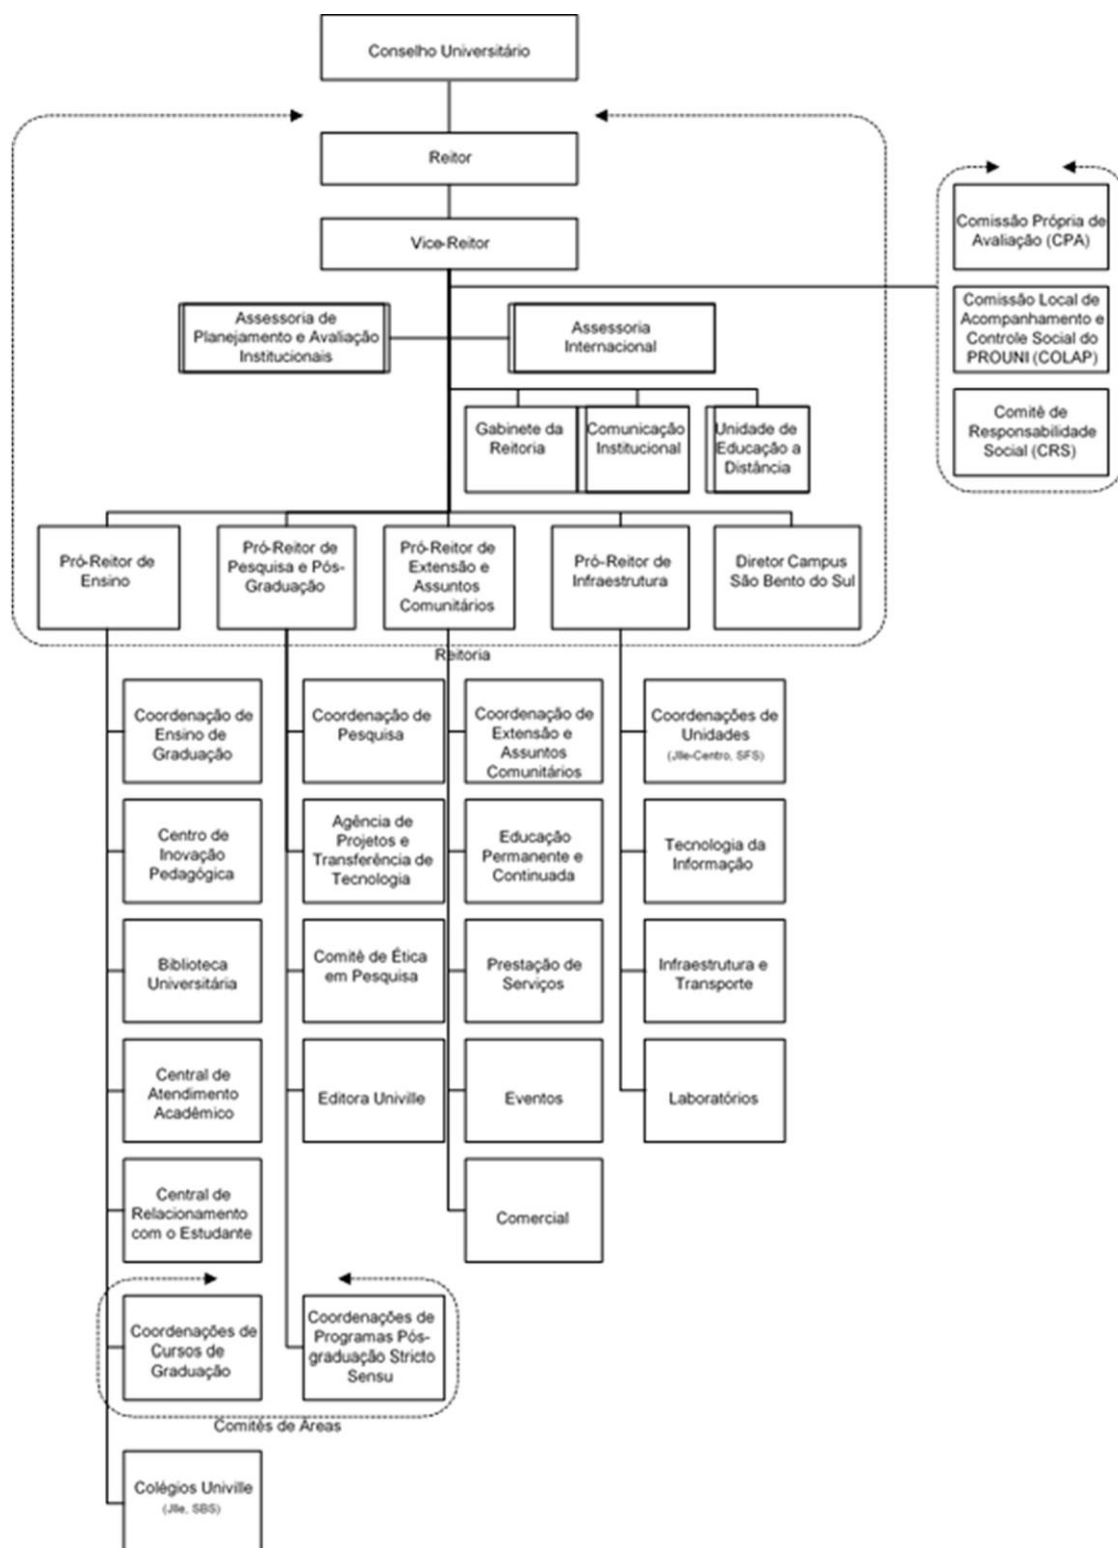 Conselho Universitário
Reitor
Vice-Reitor
Comissão Própria de
Avaliação (CPA)
Comissão Local de
Acompanhamento e
Controle Social do
PROUNI (COLAP)
Comitê de
Responsabilidade
Social (CRS)
Assessoria de
Planejamento e Avaliação
Institucionais
Assessoria
Internacional
Gabinete da
Reitoria
Comunicação
Institucional
Unidade de
Educação a
Distância
Pró-Reitor de
Ensino
Pró-Reitor de
Pesquisa e Pós-
Graduação
Pró-Reitor de
Extensão e
Assuntos
Comunitários
Pró-Reitor de
Infraestrutura
Diretor Campus
São Bento do Sul
Reitoria
Coordenação de
Ensino de
Graduação
Coordenação de
Pesquisa
Coordenação de
Extensão e
Assuntos
Comunitários
Coordenações de
Unidades
(Jlle-Centro, SFS)
Centro de
Inovação
Pedagógica
Agência de
Projetos e
Transferência de
Tecnologia
Educação
Permanente e
Continuada
Tecnologia da
Informação
Biblioteca
Universitária
Comitê de Ética
em Pesquisa
Prestação de
Serviços
Infraestrutura e
Transporte
Central de
Atendimento
Acadêmico
Editora Univille
Eventos
Laboratórios
Central de
Relacionamento
com o Estudante
Comercial
Coordenações de
Cursos de
Graduação
Coordenações de
Programas Pós-
graduação Stricto
Sensu
Comitês de Áreas
Colégios Univille
(Jlle, SBS)